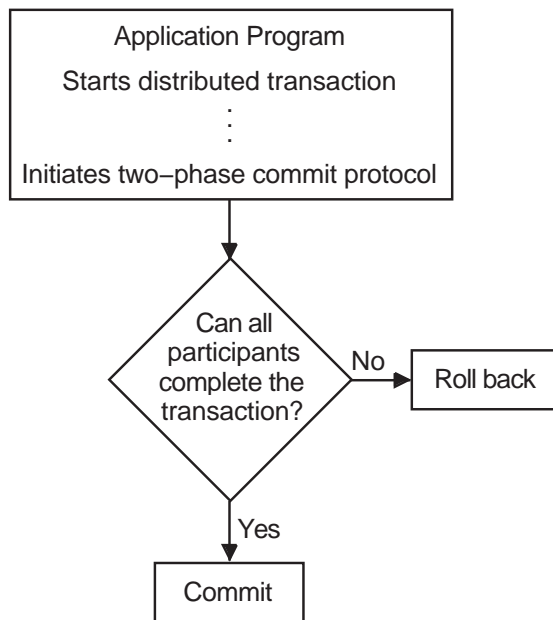 Application Program
Starts distributed transaction
.
.
.
Initiates two−phase commit protocol
Can all
participants
complete the
transaction?
No
Roll back
Yes
Commit